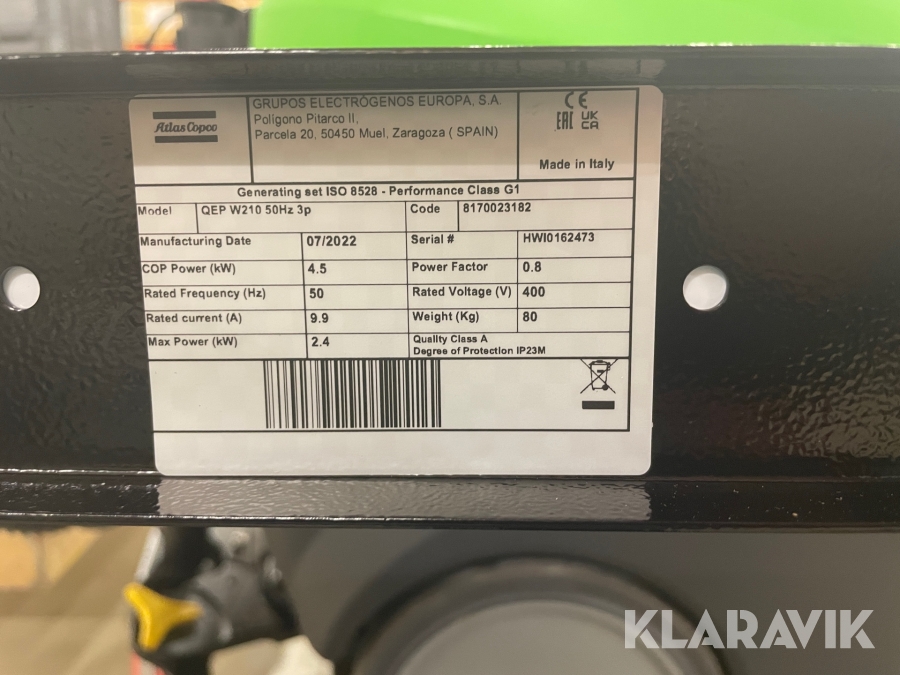 Atlas Copco
GRUPOS ELECTRÓGENOS EUROPA, S.A.
Polígono Pitarco II,
Parcela 20, 50450 Muel, Zaragoza ( SPAIN)
CE
EAC UK CA
Made in Italy
Generating set ISO 8528 - Performance Class G1
Model QEP W210 50Hz 3p Code 8170023182
Manufacturing Date 07/2022 Serial # HWI0162473
COP Power (kW) 4.5 Power Factor 0.8
Rated Frequency (Hz) 50 Rated Voltage (V) 400
Rated current (A) 9.9 Weight (Kg) 80
Max Power (kW) 2.4 Quality Class A
Degree of Protection IP23M
KLARAVIK